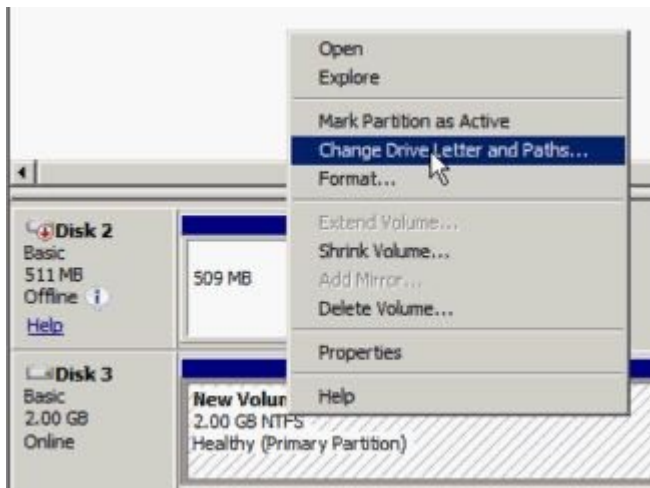 Open
Explore
Mark Partition as Active
Change Drive Letter and Paths...
Format...
Extend Volume...
Shrink Volume...
Add Mirror...
Delete Volume...
Properties
Help
Disk 2
Basic
511 MB
Offline
Help
509 MB
Disk 3
Basic
2.00 GB
Online
New Volum
2.00 GB NTFS
Healthy (Primary Partition)